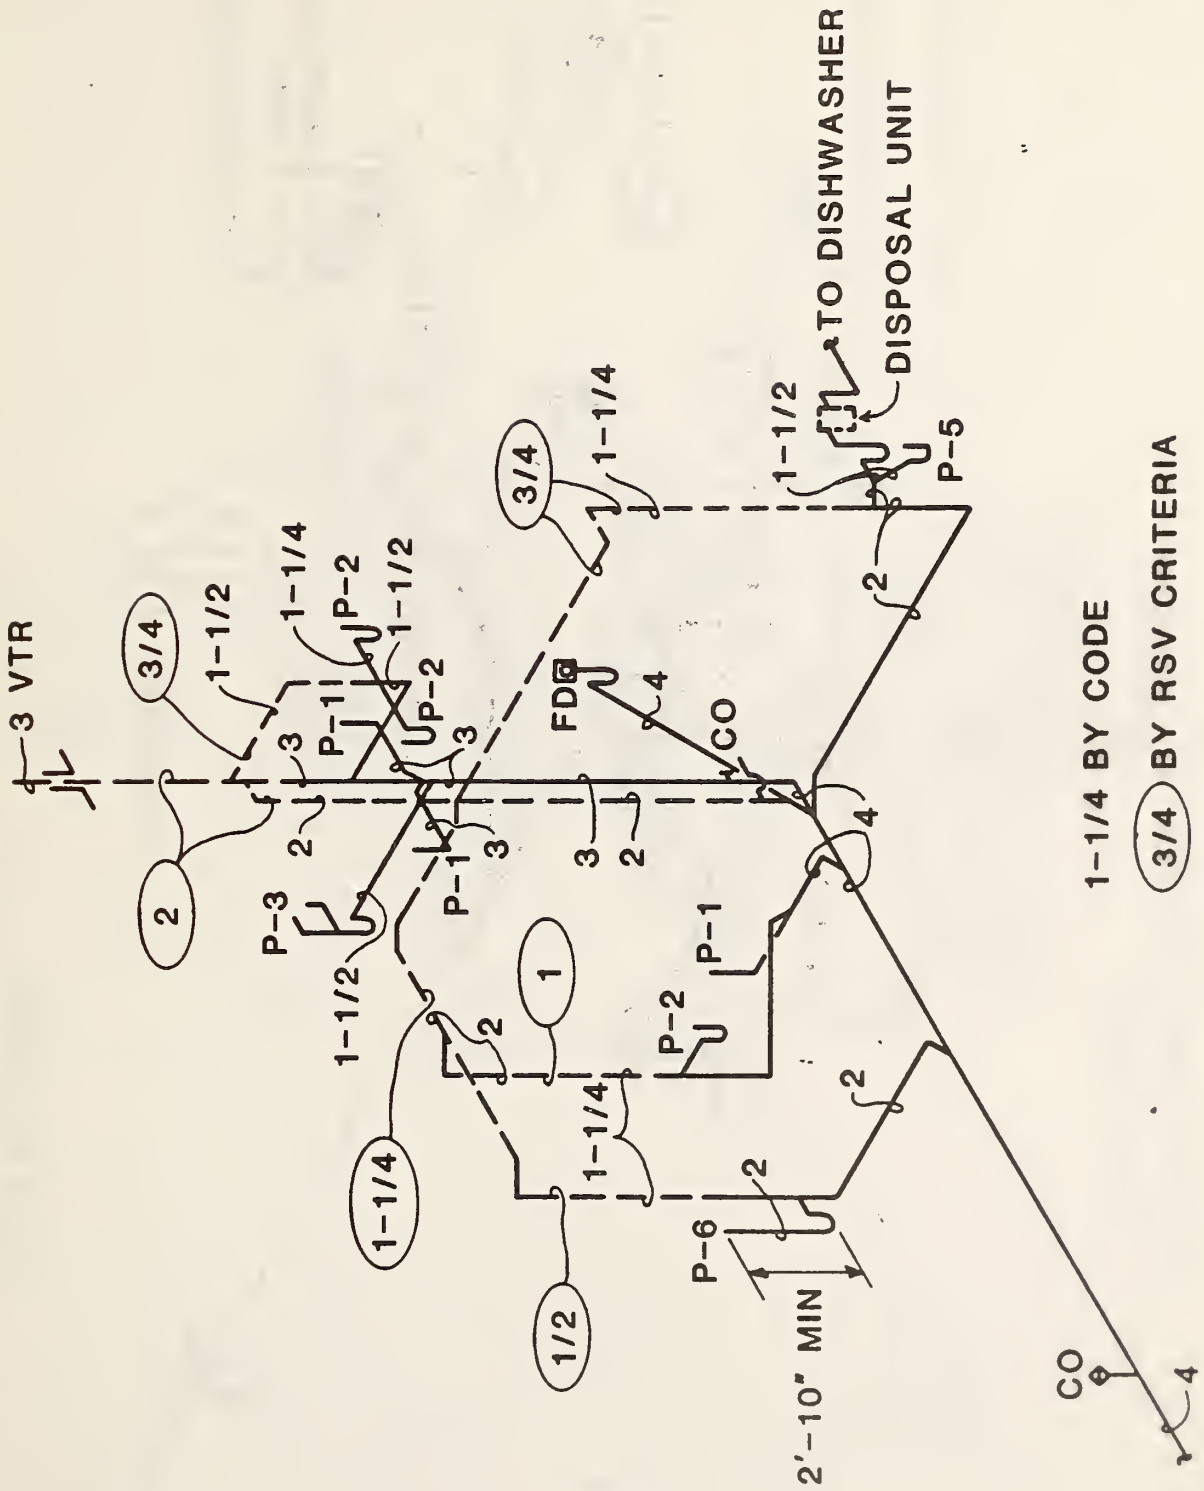 3 VTR
3/4
1-1/2
3
2
2
P-3
1-1/2
P-1
P-1
3
3
P-2
1-1/4
P-2
1-1/2
3/4
1-1/4
FD
4
CO
3
2
1-1/4
2
1
1/2
1-1/4
P-2
P-1
4
4
P-6
2
2'-10" MIN
2
1-1/2
TO DISHWASHER
DISPOSAL UNIT
P-5
2
2
CO
4
1-1/4 BY CODE
3/4 BY RSV CRITERIA